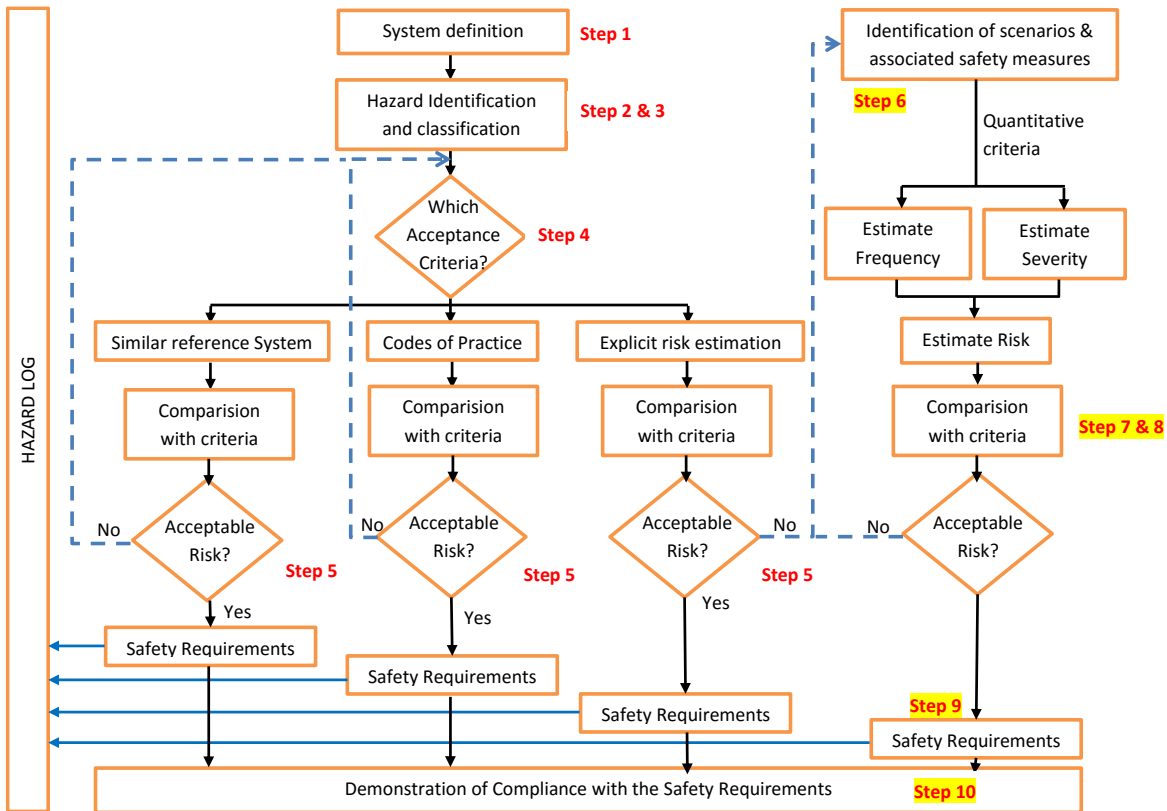 HAZARD LOG
System definition
Step 1
Hazard Identification
and classification
Step 2 & 3
Which
Acceptance
Criteria?
Step 4
Similar reference System
Codes of Practice
Explicit risk estimation
Comparision
with criteria
Comparision
with criteria
Comparision
with criteria
No
Acceptable
Risk?
Step 5
No
Acceptable
Risk?
Step 5
Acceptable
Risk?
No
Step 5
Yes
Yes
Yes
Safety Requirements
Safety Requirements
Safety Requirements
Identification of scenarios &
associated safety measures
Step 6
Quantitative
criteria
Estimate
Frequency
Estimate
Severity
Estimate Risk
Comparision
with criteria
Step 7 & 8
No
Acceptable
Risk?
Step 9
Safety Requirements
Demonstration of Compliance with the Safety Requirements
Step 10